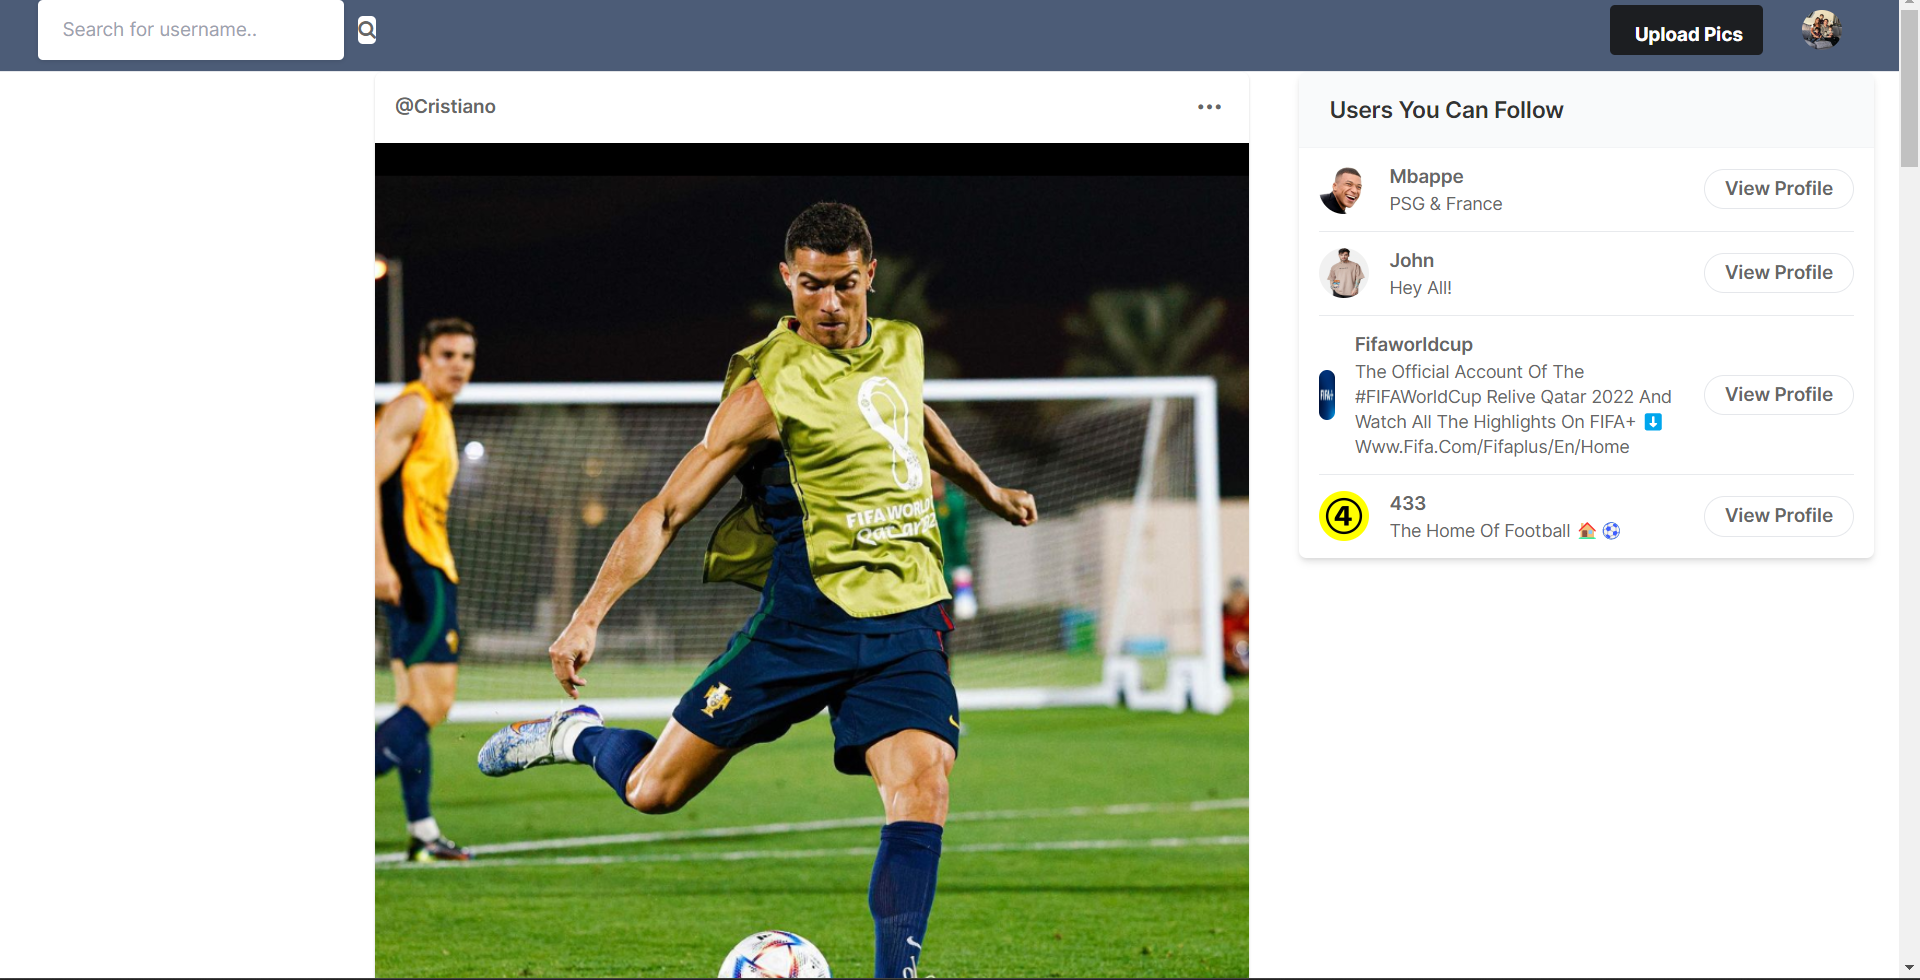 Search for username..
Upload Pics
@Cristiano
FIFA WORLD
Users You Can Follow
Mbappe
PSG & France
View Profile
John
Hey All!
View Profile
Fifaworldcup
The Official Account Of The
#FIFAWorldCup Relive Qatar 2022 And
Watch All The Highlights On FIFA+ ⬇️
Www.Fifa.Com/Fifaplus/En/Home
View Profile
FIFA+
4
433
The Home Of Football 🏠 ⚽
View Profile